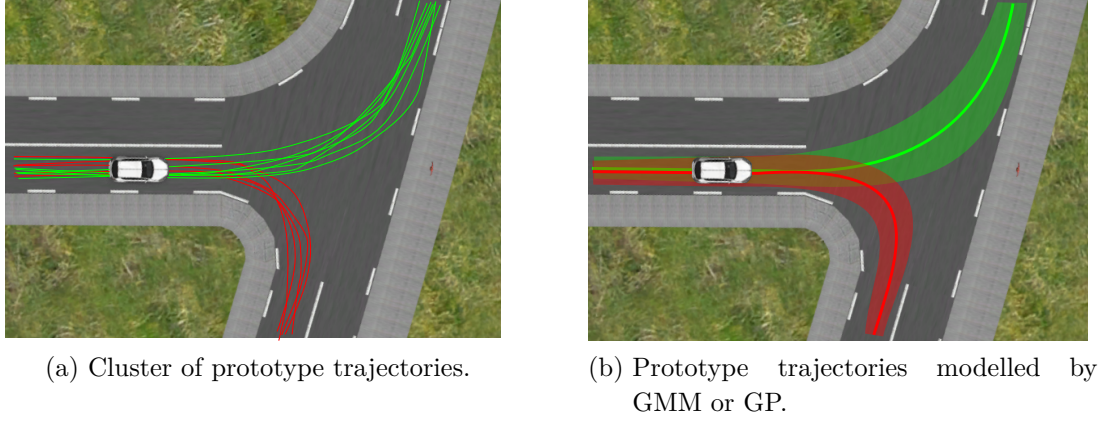 (a) Cluster of prototype trajectories.
(b) Prototype trajectories modelled by
GMM or GP.